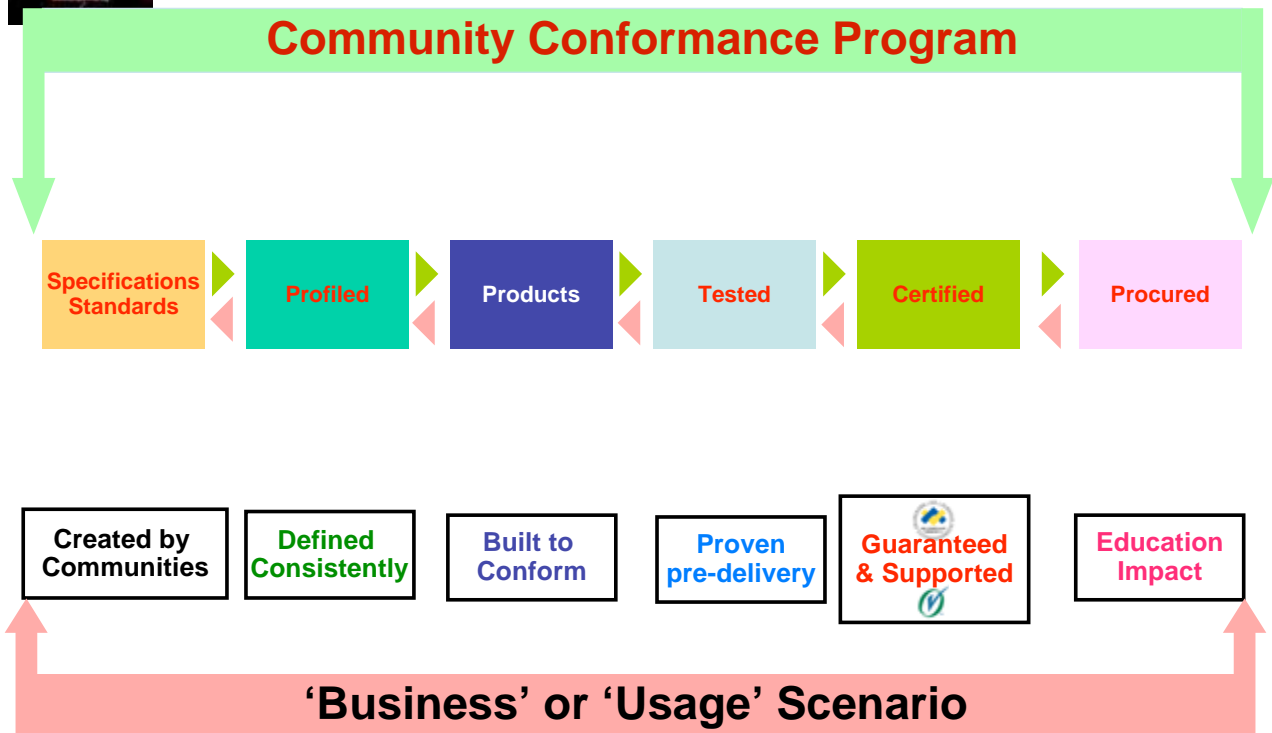 Community Conformance Program
Specifications
Standards
Profiled
Products
Tested
Certified
Procured
Created by
Communities
Defined
Consistently
Built to
Conform
Proven
pre-delivery
Guaranteed
& Supported
Education
Impact
‘Business’ or ‘Usage’ Scenario